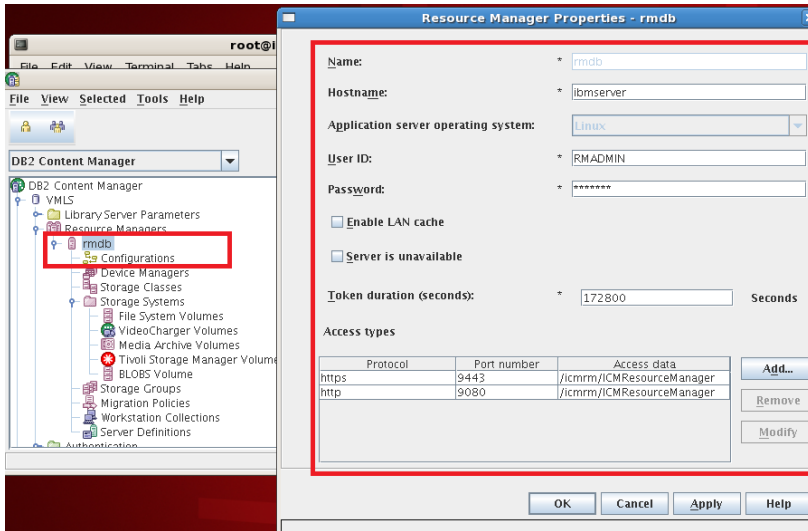 root@i
File Edit View Terminal Tabs Help
File View Selected Tools Help
DB2 Content Manager
DB2 Content Manager
VMLS
Library Server Parameters
Resource Managers
rmdb
Configurations
Device Managers
Storage Classes
Storage Systems
File System Volumes
VideoCharger Volumes
Media Archive Volumes
Tivoli Storage Manager Volume
BLOBS Volume
Storage Groups
Migration Policies
Workstation Collections
Server Definitions
Authentication
Resource Manager Properties - rmdb
Name: * rmdb
Hostname: * ibmserver
Application server operating system: * Linux
User ID: * RMADMIN
Password: * *******
Enable LAN cache
Server is unavailable
Token duration (seconds): * 172800 Seconds
Access types
Protocol Port number Access data
https 9443 /icmrm/ICMResourceManager
http 9080 /icmrm/ICMResourceManager
Add...
Remove
Modify
OK Cancel Apply Help